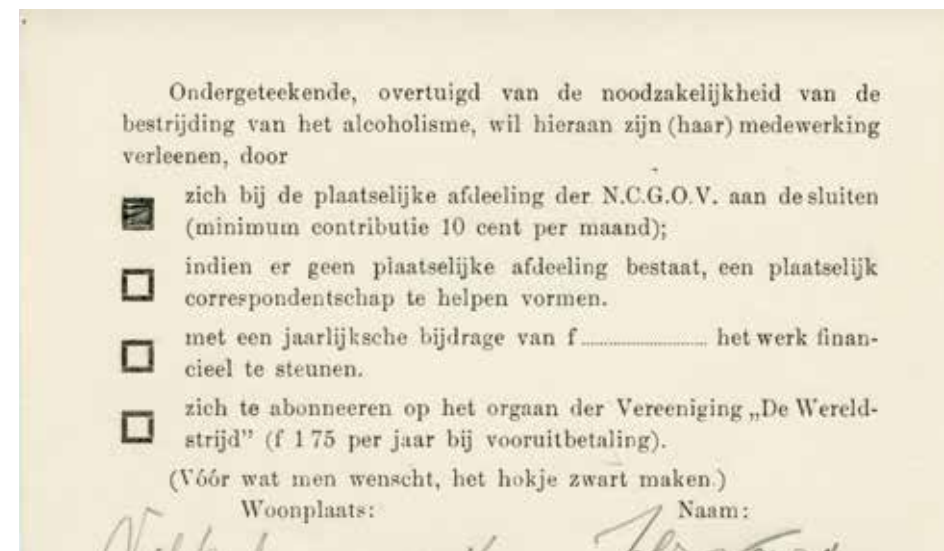 Ondergeteekende, overtuigd van de noodzakelijkheid van de
bestrijding van het alcoholisme, wil hieraan zijn (haar) medewerking
verleenen, door
zich bij de plaatselijke afdeeling der N.C.G.O.V. aan de sluiten
(minimum contributie 10 cent per maand);
indien er geen plaatselijke afdeeling bestaat, een plaatselijk
correspondentschap te helpen vormen.
met een jaarlijksche bijdrage van f ............ het werk finan-
cieel te steunen.
zich te abonneeren op het orgaan der Vereeniging „De Wereld-
strijd” (f 1 75 per jaar bij vooruitbetaling).
(Vóór wat men wenscht, het hokje zwart maken.)
Woonplaats: Naam: